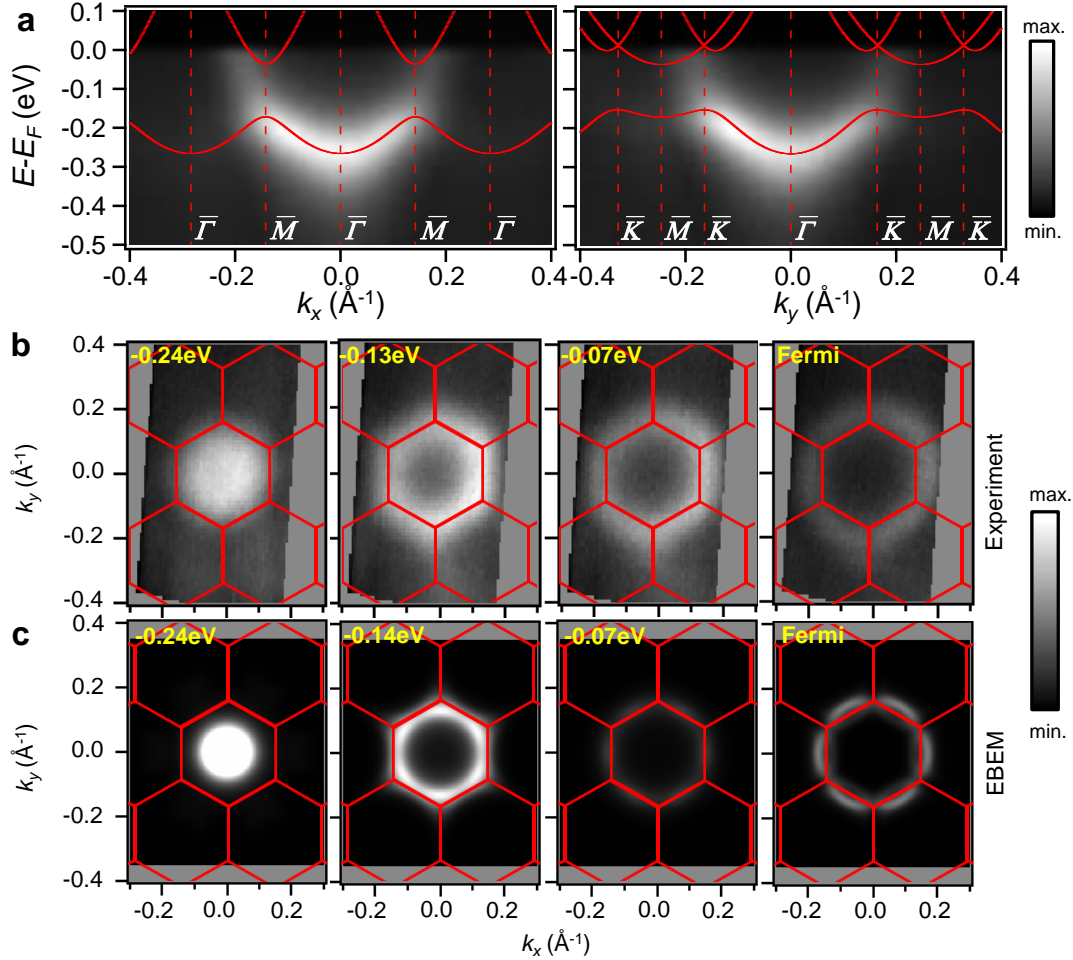 a
max.
min.
E-E_F (eV)
0.0
-0.1
-0.2
-0.3
-0.4
-0.5
Γ̅ M̅ Γ̅ M̅ Γ̅
K̅ M̅ K̅ Γ̅ K̅ M̅ K̅
-0.4 -0.2 0.0 0.2 0.4
-0.4 -0.2 0.0 0.2 0.4
k_x (Å⁻¹)
k_y (Å⁻¹)
b
-0.24eV
-0.13eV
-0.07eV
Fermi
0.4
0.2
0.0
-0.2
-0.4
k_y (Å⁻¹)
Experiment
max.
min.
c
-0.24eV
-0.14eV
-0.07eV
Fermi
0.4
0.2
0.0
-0.2
-0.4
k_y (Å⁻¹)
EBEM
-0.2 0.0 0.2
-0.2 0.0 0.2
-0.2 0.0 0.2
-0.2 0.0 0.2
k_x (Å⁻¹)